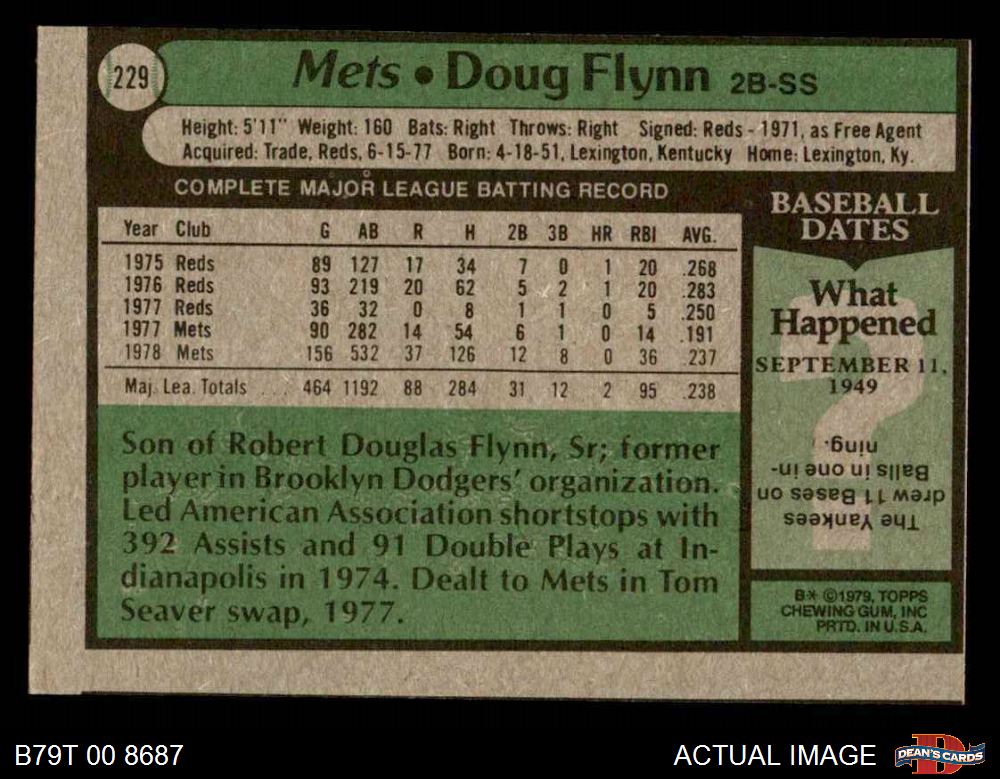 229
Mets • Doug Flynn 2B-SS
Height: 5'11" Weight: 160 Bats: Right Throws: Right Signed: Reds - 1971, as Free Agent
Acquired: Trade, Reds, 6-15-77 Born: 4-18-51, Lexington, Kentucky Home: Lexington, Ky.
COMPLETE MAJOR LEAGUE BATTING RECORD
Year Club G AB R H 2B 3B HR RBI AVG.
1975 Reds 89 127 17 34 7 0 1 20 .268
1976 Reds 93 219 20 62 5 2 1 20 .283
1977 Reds 36 32 0 8 1 1 0 5 .250
1977 Mets 90 282 14 54 6 1 0 14 .191
1978 Mets 156 532 37 126 12 8 0 36 .237
Maj. Lea. Totals . . . 464 1192 88 284 31 12 2 95 .238
Son of Robert Douglas Flynn, Sr; former
player in Brooklyn Dodgers' organization.
Led American Association shortstops with
392 Assists and 91 Double Plays at In-
dianapolis in 1974. Dealt to Mets in Tom
Seaver swap, 1977.
BASEBALL
DATES
What
Happened
SEPTEMBER 11,
1949
?
The Yankees
drew 11 Bases on
Balls in one in-
ning.
B* ©1979, TOPPS
CHEWING GUM, INC
PRTD. IN U.S.A.
B79T 00 8687
ACTUAL IMAGE
D
DEAN'S CARDS